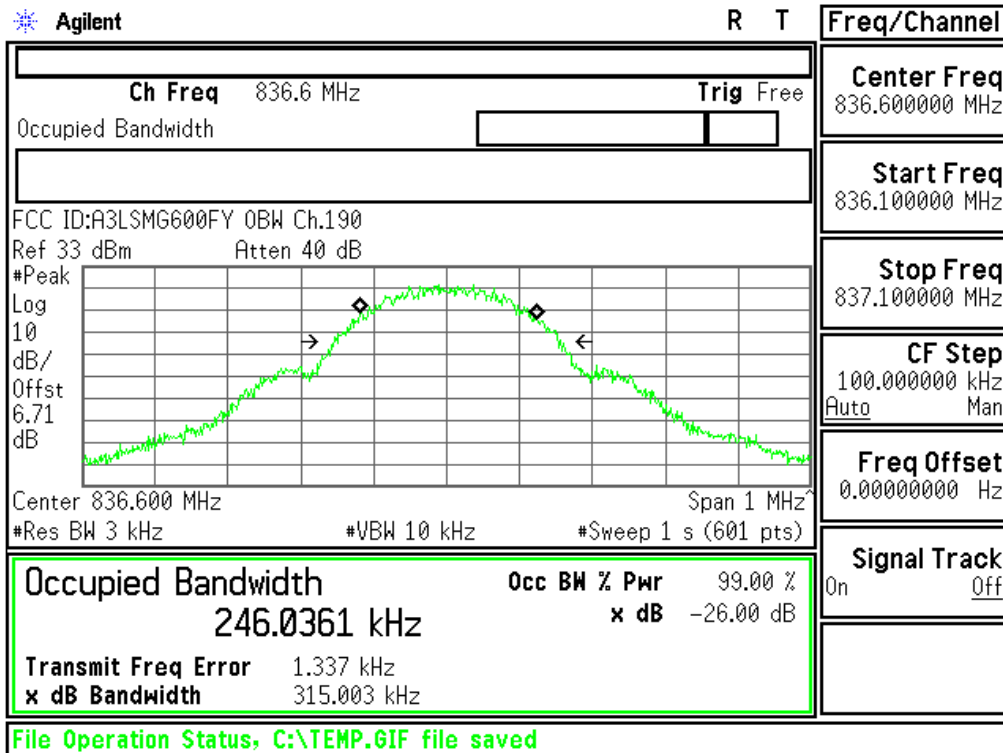 Agilent R T
Freq/Channel
Ch Freq 836.6 MHz Trig Free
Occupied Bandwidth
FCC ID:A3LSMG600FY OBW Ch.190
Ref 33 dBm Atten 40 dB
#Peak
Log
10
dB/
Offst
6.71
dB
Center 836.600 MHz Span 1 MHz^
#Res BW 3 kHz #VBW 10 kHz #Sweep 1 s (601 pts)
Occupied Bandwidth
246.0361 kHz
Occ BW % Pwr 99.00 %
x dB -26.00 dB
Transmit Freq Error 1.337 kHz
x dB Bandwidth 315.003 kHz
Center Freq
836.600000 MHz
Start Freq
836.100000 MHz
Stop Freq
837.100000 MHz
CF Step
100.000000 kHz
Auto Man
Freq Offset
0.00000000 Hz
Signal Track
On Off
File Operation Status, C:\TEMP.GIF file saved